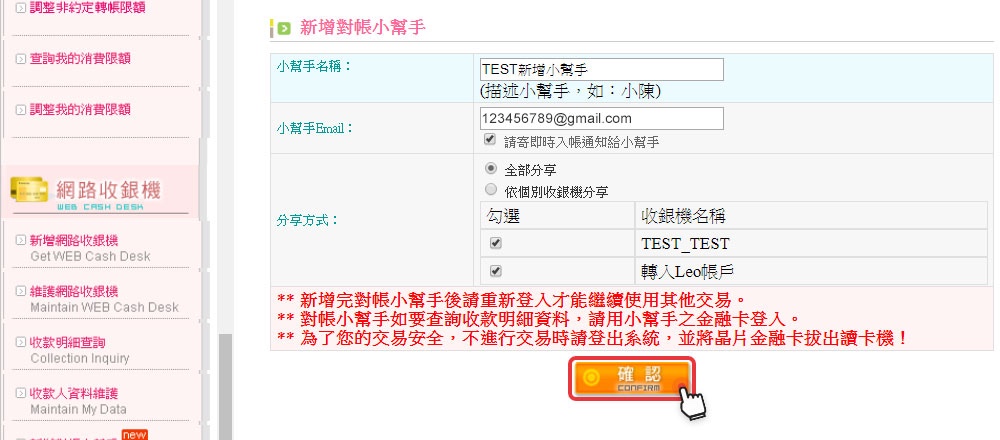 調整非約定轉帳限額
查詢我的消費限額
調整我的消費限額
網路收銀機
WEB CASH DESK
新增網路收銀機
Get WEB Cash Desk
維護網路收銀機
Maintain WEB Cash Desk
收款明細查詢
Collection Inquiry
收款人資料維護
Maintain My Data
new
新增對帳小幫手
小幫手名稱：
TEST新增小幫手
(描述小幫手，如：小陳)
小幫手Email：
123456789@gmail.com
請寄即時入帳通知給小幫手
分享方式：
全部分享
依個別收銀機分享
勾選 收銀機名稱
TEST_TEST
轉入Leo帳戶
** 新增完對帳小幫手後請重新登入才能繼續使用其他交易。
** 對帳小幫手如要查詢收款明細資料，請用小幫手之金融卡登入。
** 為了您的交易安全，不進行交易時請登出系統，並將晶片金融卡拔出讀卡機！
確認
CONFIRM